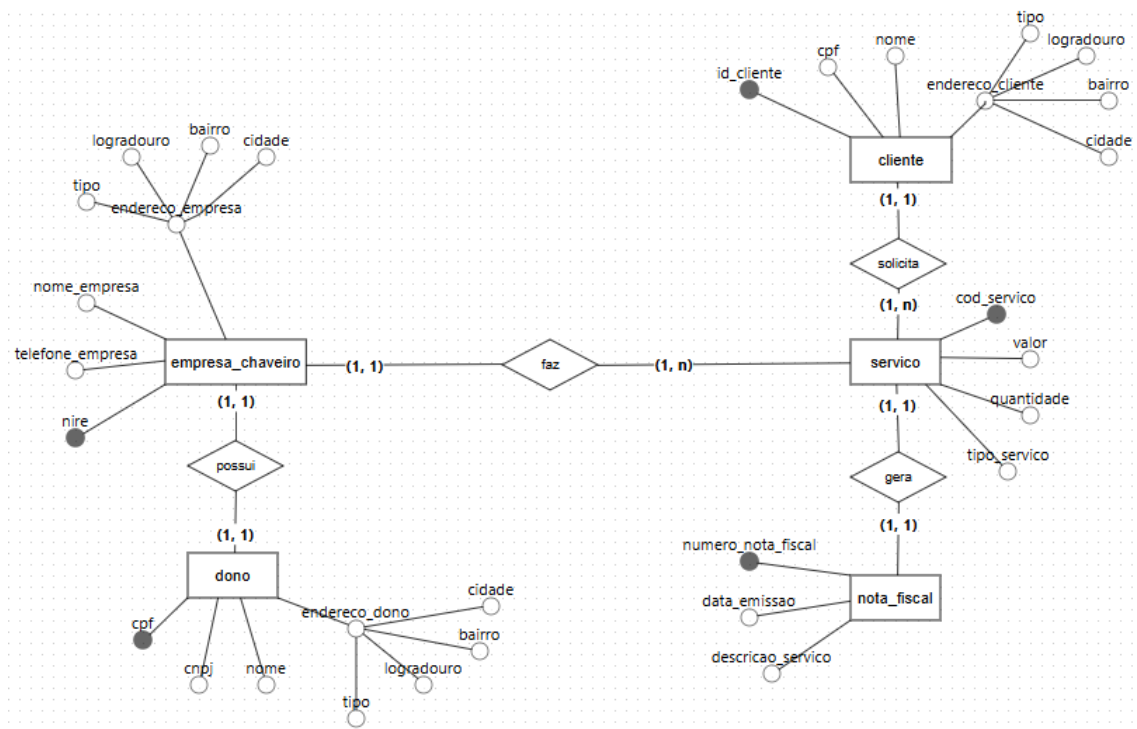 tipo
nome
logradouro
cpf
id_cliente
endereco_cliente
bairro
cidade
cliente
(1, 1)
solicita
(1, n)
bairro
logradouro
cidade
tipo
endereco_empresa
nome_empresa
telefone_empresa
empresa_chaveiro
nire
(1, 1)
faz
(1, n)
cod_servico
servico
valor
quantidade
tipo_servico
(1, 1)
possui
(1, 1)
dono
cpf
cnpj
nome
endereco_dono
cidade
bairro
logradouro
tipo
(1, 1)
gera
(1, 1)
numero_nota_fiscal
data_emissao
nota_fiscal
descricao_servico